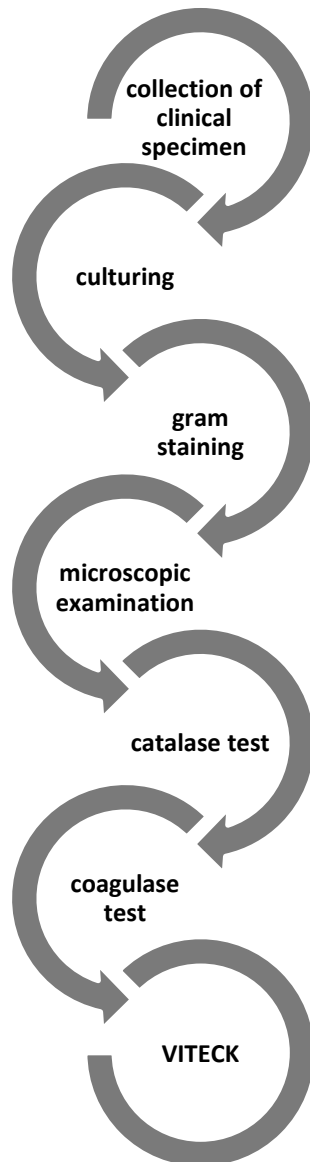 collection of
clinical
specimen
culturing
gram
staining
microscopic
examination
catalase test
coagulase
test
VITECK